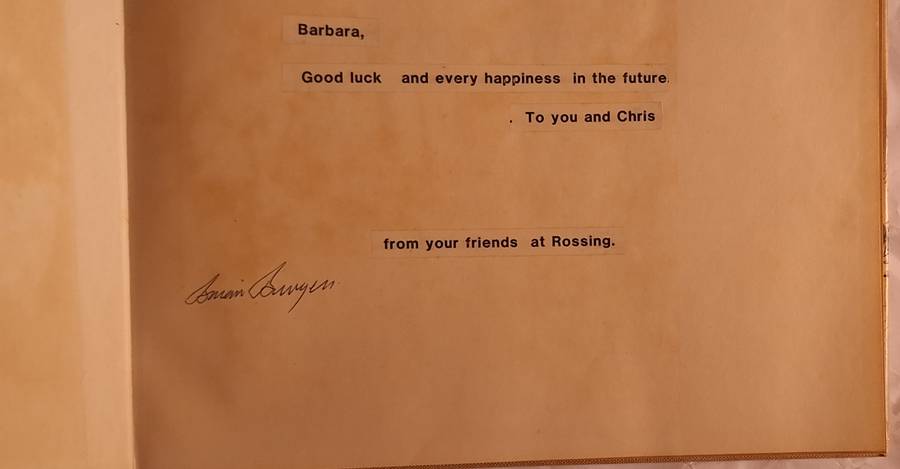 Barbara,
Good luck and every happiness in the future.
. To you and Chris
from your friends at Rossing.